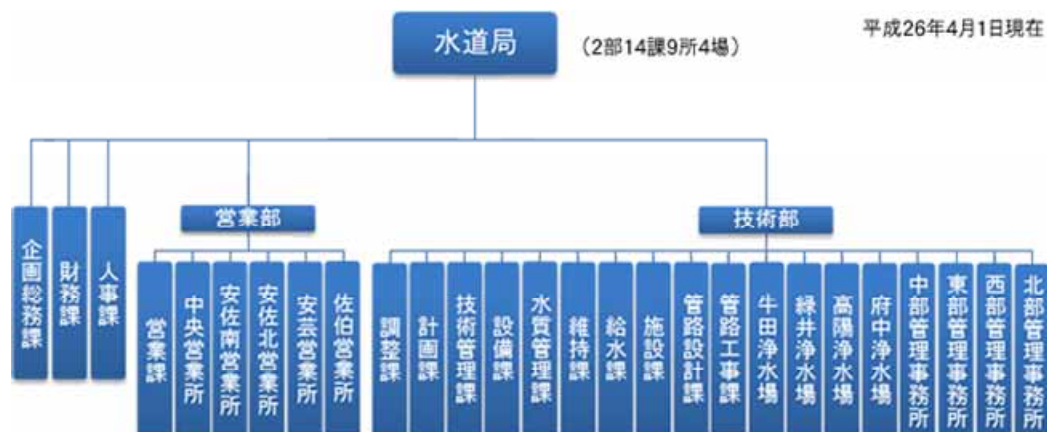 水道局
(2部14課9所4場)
平成26年4月1日現在
企画総務課
財務課
人事課
営業部
営業課
中央営業所
安佐南営業所
安佐北営業所
安芸営業所
佐伯営業所
技術部
調整課
計画課
技術管理課
設備課
水質管理課
維持課
給水課
施設課
管路設計課
管路工事課
牛田浄水場
緑井浄水場
高陽浄水場
府中浄水場
中部管理事務所
東部管理事務所
西部管理事務所
北部管理事務所